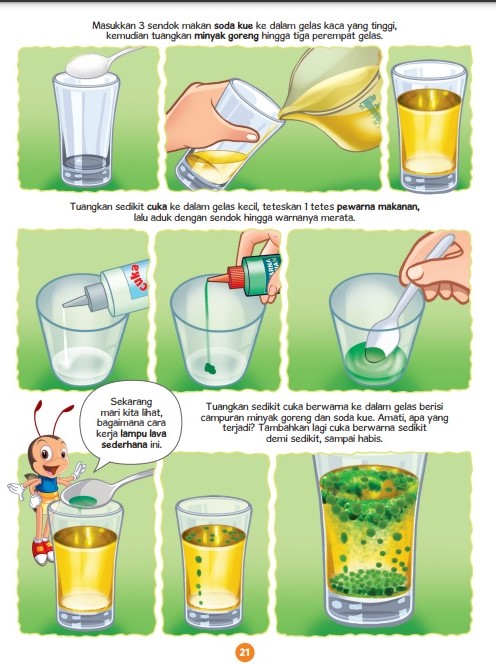 Masukkan 3 sendok makan soda kue ke dalam gelas kaca yang tinggi,
kemudian tuangkan minyak goreng hingga tiga perempat gelas.
Tuangkan sedikit cuka ke dalam gelas kecil, teteskan 1 tetes pewarna makanan,
lalu aduk dengan sendok hingga warnanya merata.
cuka
Sekarang
mari kita lihat,
bagaimana cara
kerja lampu lava
sederhana ini.
Tuangkan sedikit cuka berwarna ke dalam gelas berisi
campuran minyak goreng dan soda kue. Amati, apa yang
terjadi? Tambahkan lagi cuka berwarna sedikit
demi sedikit, sampai habis.
21